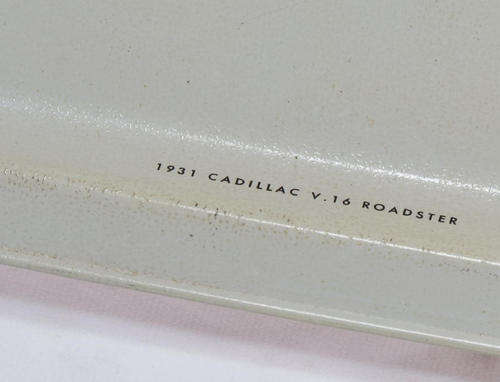 1931 CADILLAC V.16 ROADSTER